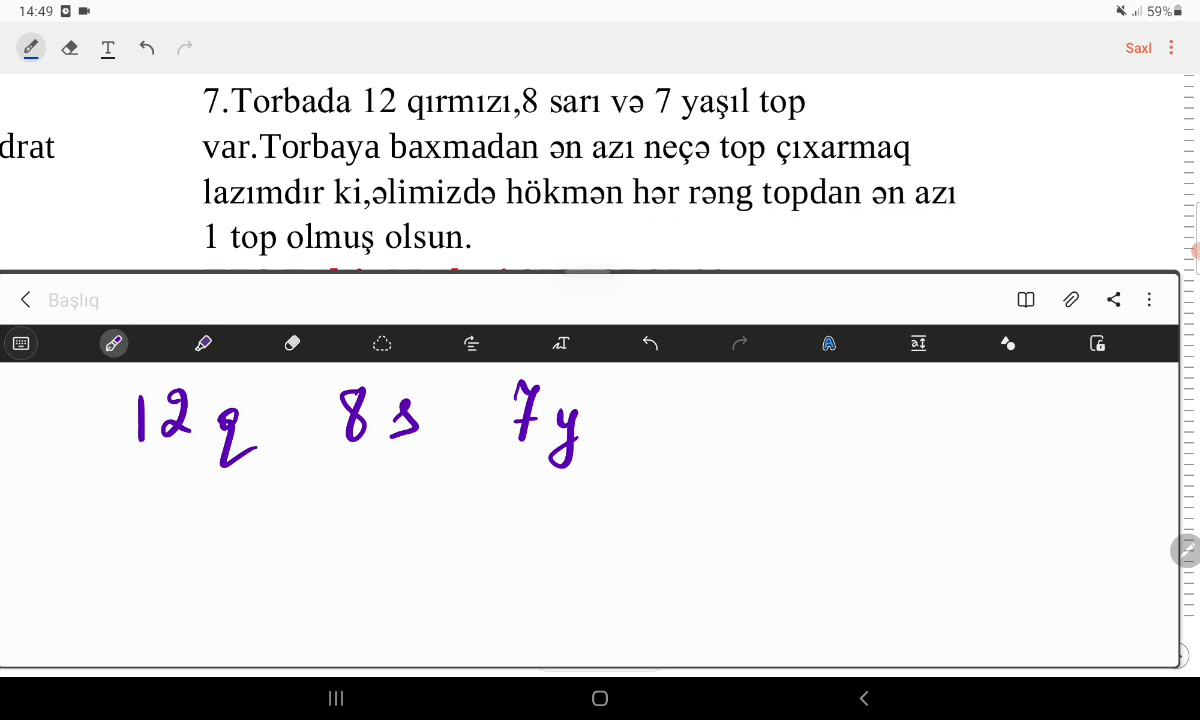 14:49
59%
Saxl
7.Torbada 12 qırmızı,8 sarı və 7 yaşıl top
drat
var.Torbaya baxmadan ən azı neçə top çıxarmaq
lazımdır ki,əlimizdə hökmən hər rəng topdan ən azı
1 top olmuş olsun.
Başlıq
12 q 8 s 7 y